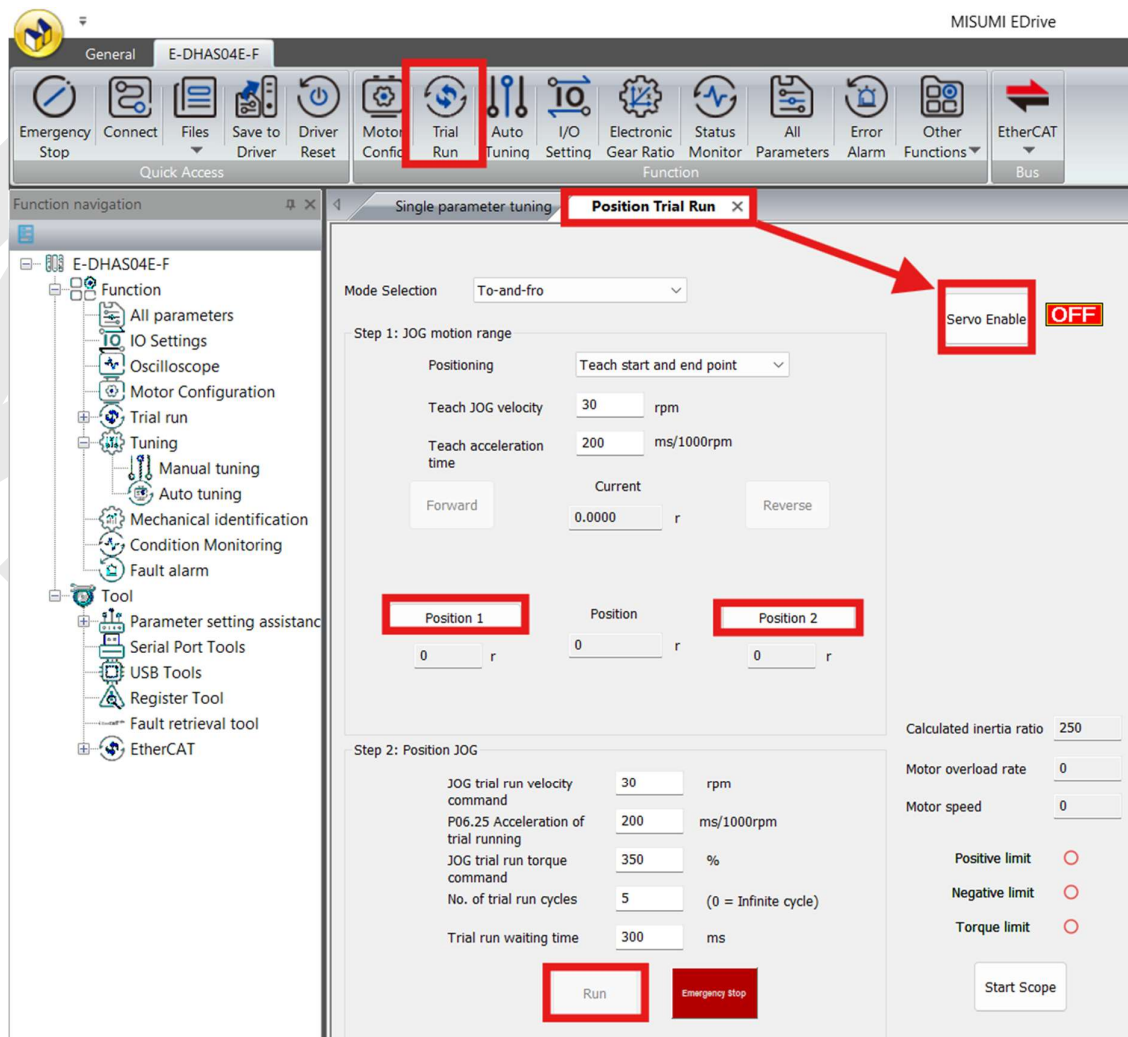 MISUMI EDrive
General E-DHAS04E-F
Emergency Stop
Connect
Files
Save to Driver
Driver Reset
Motor Config
Trial Run
Auto Tuning
I/O Setting
Electronic Gear Ratio
Status Monitor
All Parameters
Error Alarm
Other Functions
EtherCAT
Quick Access
Function
Bus
Function navigation
E-DHAS04E-F
Function
All parameters
IO Settings
Oscilloscope
Motor Configuration
Trial run
Tuning
Manual tuning
Auto tuning
Mechanical identification
Condition Monitoring
Fault alarm
Tool
Parameter setting assistanc
Serial Port Tools
USB Tools
Register Tool
Fault retrieval tool
EtherCAT
Single parameter tuning
Position Trial Run
Mode Selection To-and-fro
Servo Enable OFF
Step 1: JOG motion range
Positioning Teach start and end point
Teach JOG velocity 30 rpm
Teach acceleration time 200 ms/1000rpm
Forward
Current
0.0000 r
Reverse
Position 1
0 r
Position
0 r
Position 2
0 r
Step 2: Position JOG
JOG trial run velocity command 30 rpm
P06.25 Acceleration of trial running 200 ms/1000rpm
JOG trial run torque command 350 %
No. of trial run cycles 5 (0 = Infinite cycle)
Trial run waiting time 300 ms
Run
Emergency Stop
Calculated inertia ratio 250
Motor overload rate 0
Motor speed 0
Positive limit
Negative limit
Torque limit
Start Scope